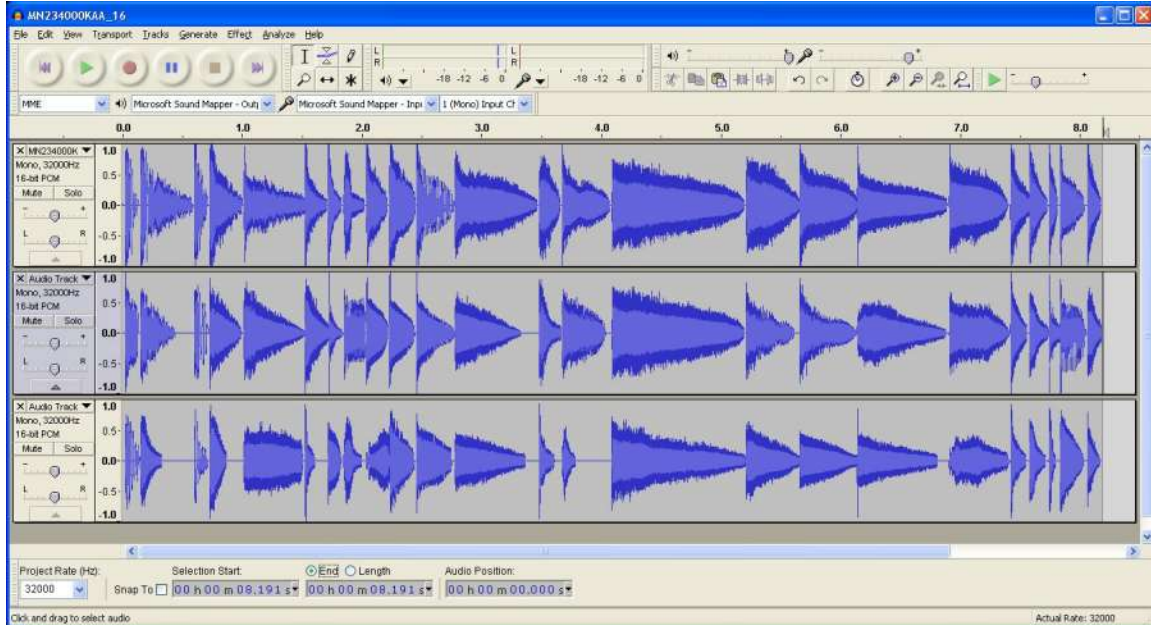 MN234000KAA_16
File Edit View Transport Tracks Generate Effect Analyze Help
L
R
-18 -12 -6 0
L
R
-18 -12 -6 0
MME
Microsoft Sound Mapper - Outp
Microsoft Sound Mapper - Inpu
1 (Mono) Input Ch
0.0 1.0 2.0 3.0 4.0 5.0 6.0 7.0 8.0
MN234000K
Mono, 32000Hz
16-bit PCM
Mute Solo
- +
L R
1.0
0.5
0.0
-0.5
-1.0
Audio Track
Mono, 32000Hz
16-bit PCM
Mute Solo
- +
L R
1.0
0.5
0.0
-0.5
-1.0
Audio Track
Mono, 32000Hz
16-bit PCM
Mute Solo
- +
L R
1.0
0.5
0.0
-0.5
-1.0
Project Rate (Hz): Selection Start: End Length Audio Position:
32000 Snap To 00 h 00 m 08.191 s 00 h 00 m 08.191 s 00 h 00 m 00.000 s
Click and drag to select audio Actual Rate: 32000